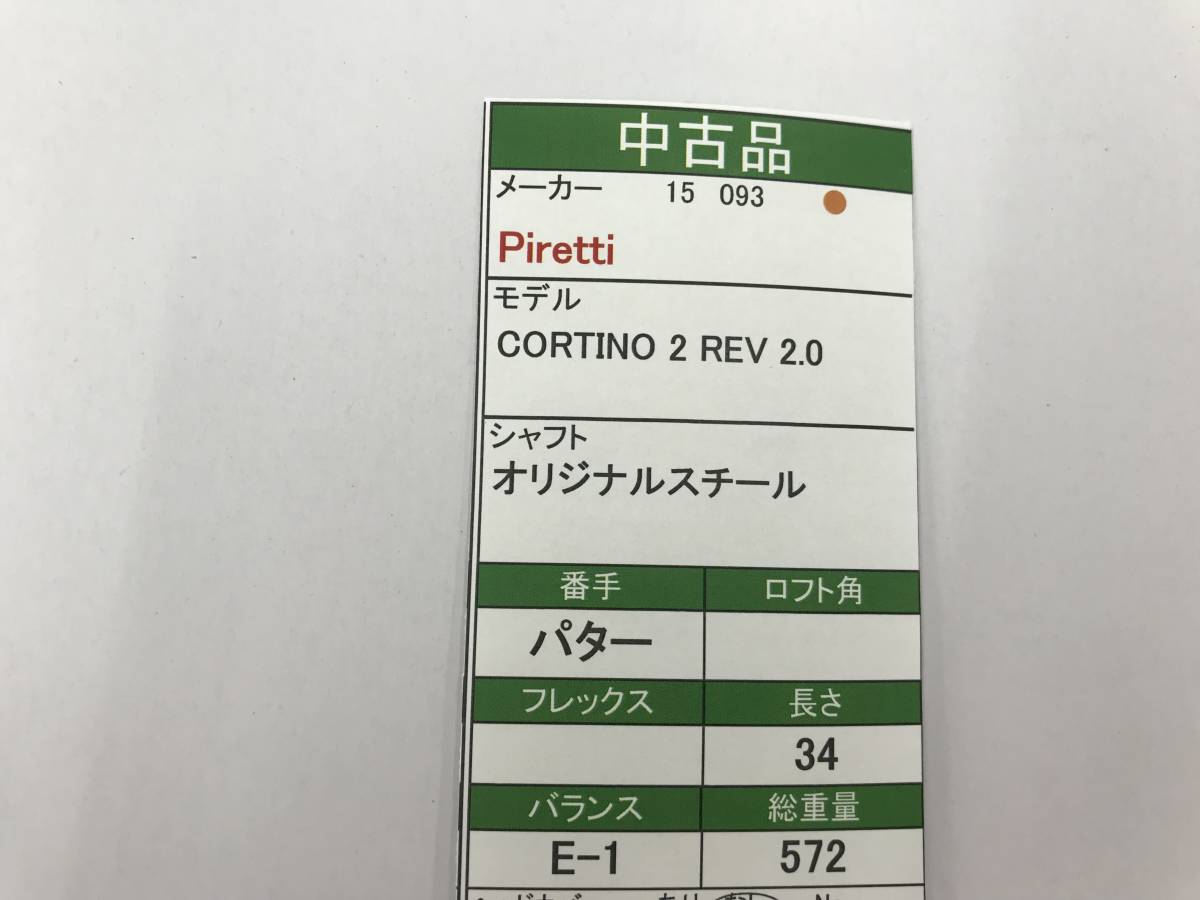 中古品
メーカー 15 093
Piretti
モデル
CORTINO 2 REV 2.0
シャフト
オリジナルスチール
番手 ロフト角
パター
フレックス 長さ
34
バランス 総重量
E-1 572